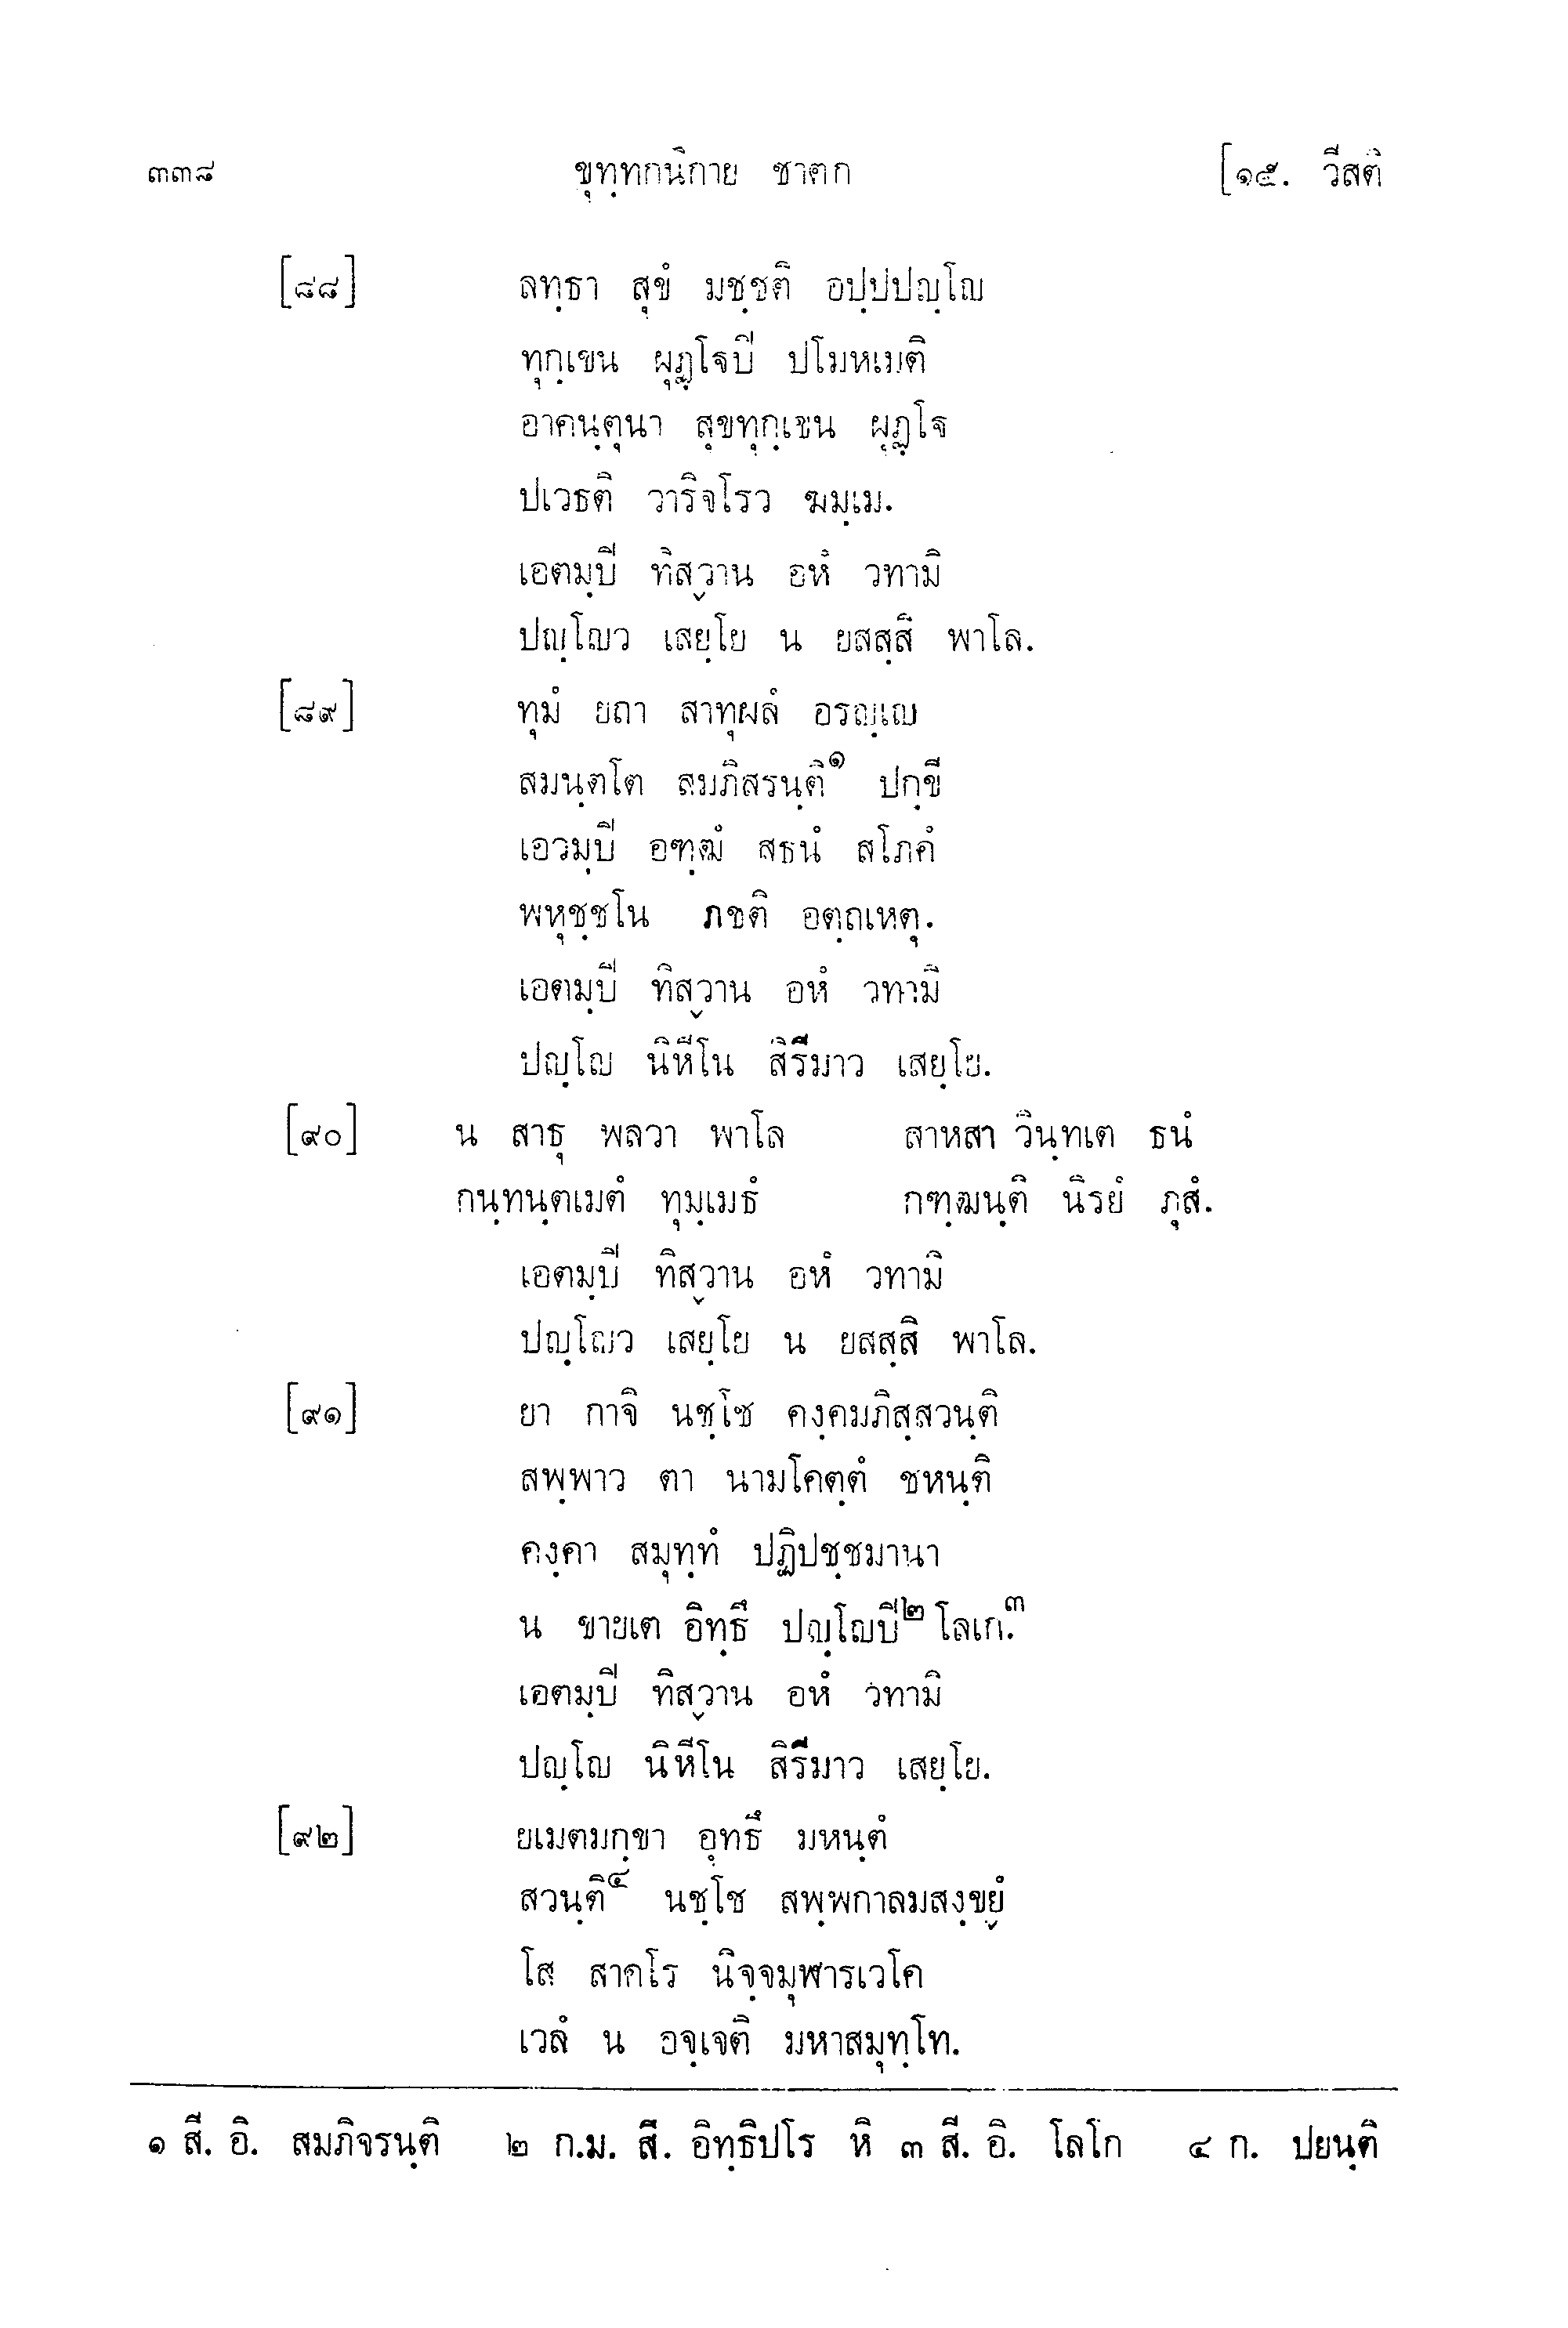 ๓๓๘ ขุทฺทกนิกาย ชาตก [๑๕. วีสติ
[๘๘] ลทฺธา สุขํ มชฺชติ อปฺปปญฺโญ
ทุกฺเขน ผุฏฺโฐปิ ปโมหเมติ
อาคนฺตุนา สุขทุกฺเขน ผุฏฺโฐ
ปเวธติ วาริจโรว ฆมฺเม.
เอตมฺปิ ทิสฺวาน อหํ วทามิ
ปญฺโญว เสยฺโย น ยสสฺสิ พาโล.
[๘๙] ทุมํ ยถา สาทุผลํ อรญฺเญ
สมนฺตโต สมภิสรนฺติ๑ ปกฺขี
เอวมฺปิ อฑฺฒํ สธนํ สโภคํ
พหุชฺชโน ภชติ อตฺถเหตุ.
เอตมฺปิ ทิสฺวาน อหํ วทามิ
ปญฺโญ นิหีโน สิรีมาว เสยฺโย.
[๙๐] น สาธุ พลวา พาโล สาหสา วินฺทเต ธนํ
กนฺทนฺตเมตํ ทุมฺเมธํ กฑฺฒนฺติ นิรยํ ภุสํ.
เอตมฺปิ ทิสฺวาน อหํ วทามิ
ปญฺโญว เสยฺโย น ยสสฺสิ พาโล.
[๙๑] ยา กาจิ นชฺโช คงฺคมภิสฺสวนฺติ
สพฺพาว ตา นามโคตฺตํ ชหนฺติ
คงฺคา สมุทฺทํ ปฏิปชฺชมานา
น ขายเต อิทฺธึ ปญฺโญปิ๒ โลเก.๓
เอตมฺปิ ทิสฺวาน อหํ วทามิ
ปญฺโญ นิหีโน สิรีมาว เสยฺโย.
[๙๒] ยเมตมกฺขา อุทธึ มหนฺตํ
สวนฺติ๔ นชฺโช สพฺพกาลมสงฺขฺยํ
โส สาคโร นิจฺจมุฬารเวโค
เวลํ น อจฺเจติ มหาสมุทฺโท.
๑ สี. อิ. สมภิจรนฺติ ๒ ก.ม. สี. อิทฺธิปโร หิ ๓ สี. อิ. โลโก ๔ ก. ปยนฺติ